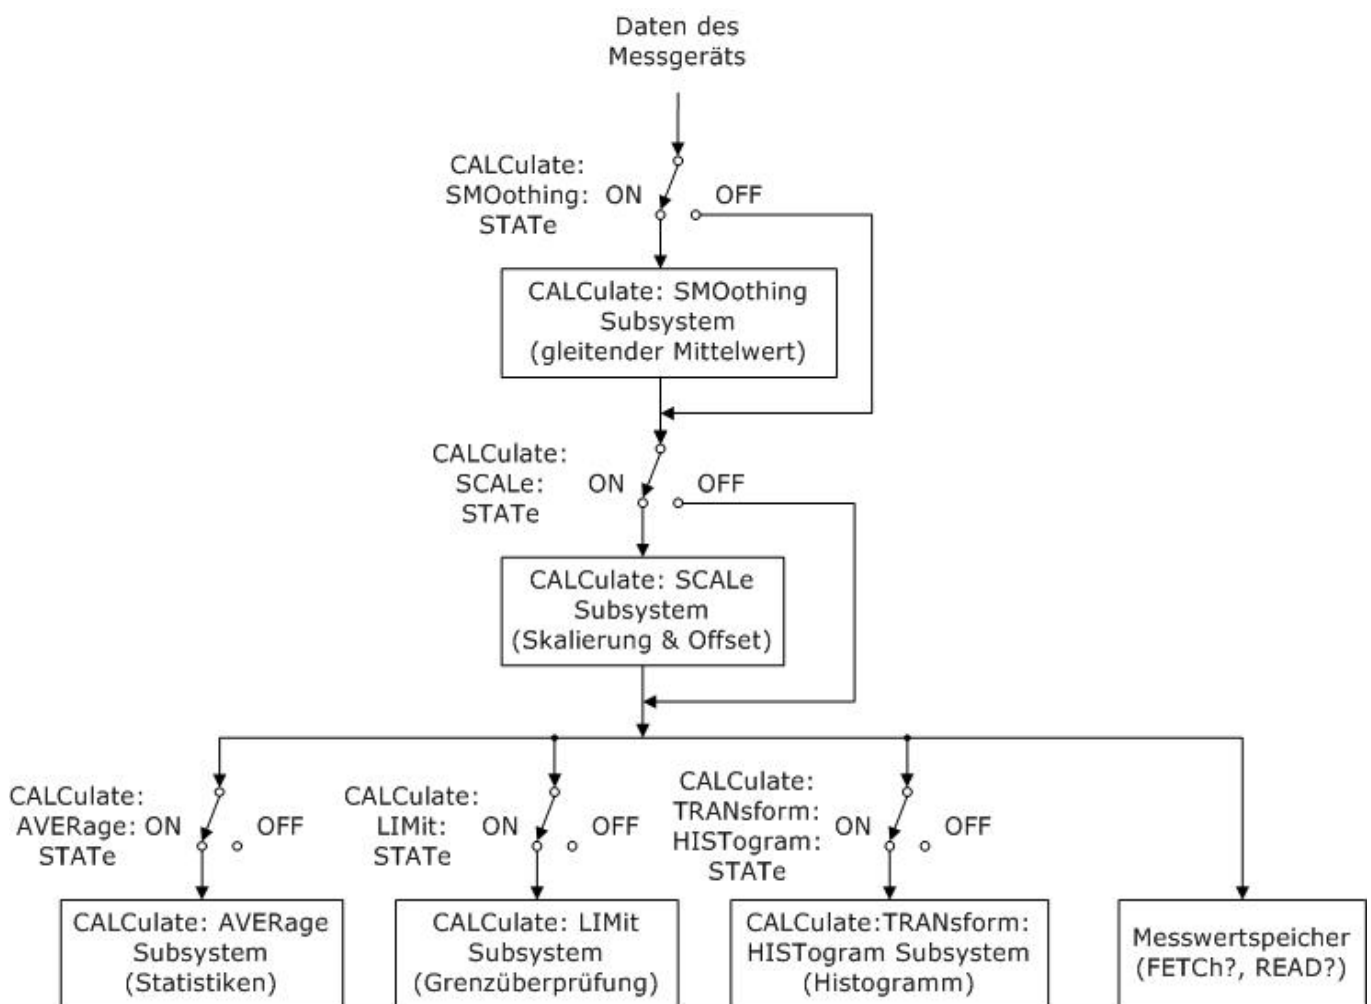 Daten des
Messgeräts
CALCulate:
SMOothing: ON OFF
STATe
CALCulate: SMOothing
Subsystem
(gleitender Mittelwert)
CALCulate:
SCALe: ON OFF
STATe
CALCulate: SCALe
Subsystem
(Skalierung & Offset)
CALCulate:
AVERage: ON OFF
STATe
CALCulate:
LIMit: ON OFF
STATe
CALCulate:
TRANsform:
HISTogram:
STATe
ON OFF
CALCulate: AVERage
Subsystem
(Statistiken)
CALCulate: LIMit
Subsystem
(Grenzüberprüfung)
CALCulate:TRANsform:
HISTogram Subsystem
(Histogramm)
Messwertspeicher
(FETCh?, READ?)